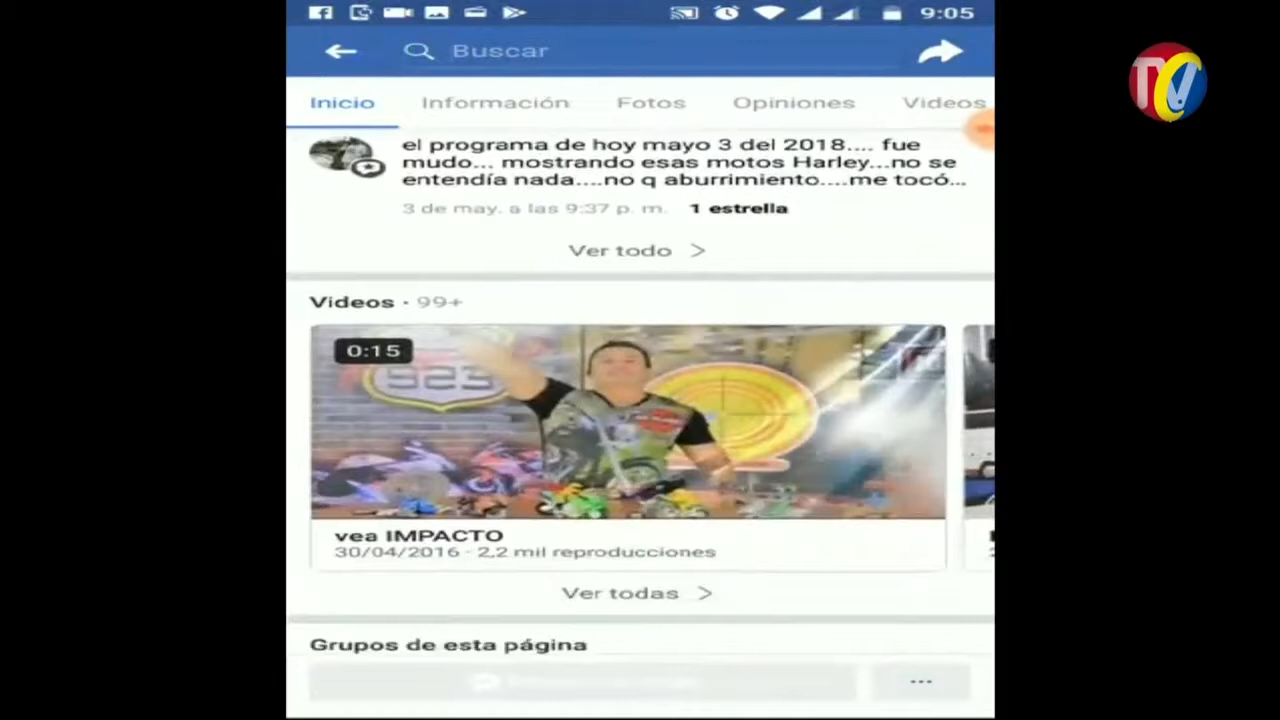 9:05
Buscar
TVC
Inicio Información Fotos Opiniones Videos
el programa de hoy mayo 3 del 2018.... fue
mudo... mostrando esas motos Harley...no se
entendía nada....no q aburrimiento....me tocó...
3 de may. a las 9:37 p. m. 1 estrella
Ver todo >
Videos · 99+
0:15
923
vea IMPACTO
30/04/2016 · 2,2 mil reproducciones
Ver todas >
Grupos de esta página
...